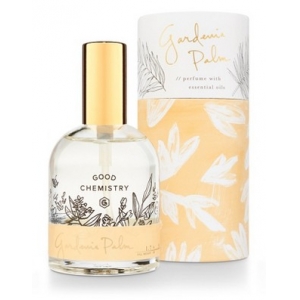 Gardenia
Palm
perfume with
essential oils
GOOD
CHEMISTRY
G
Gardenia Palm